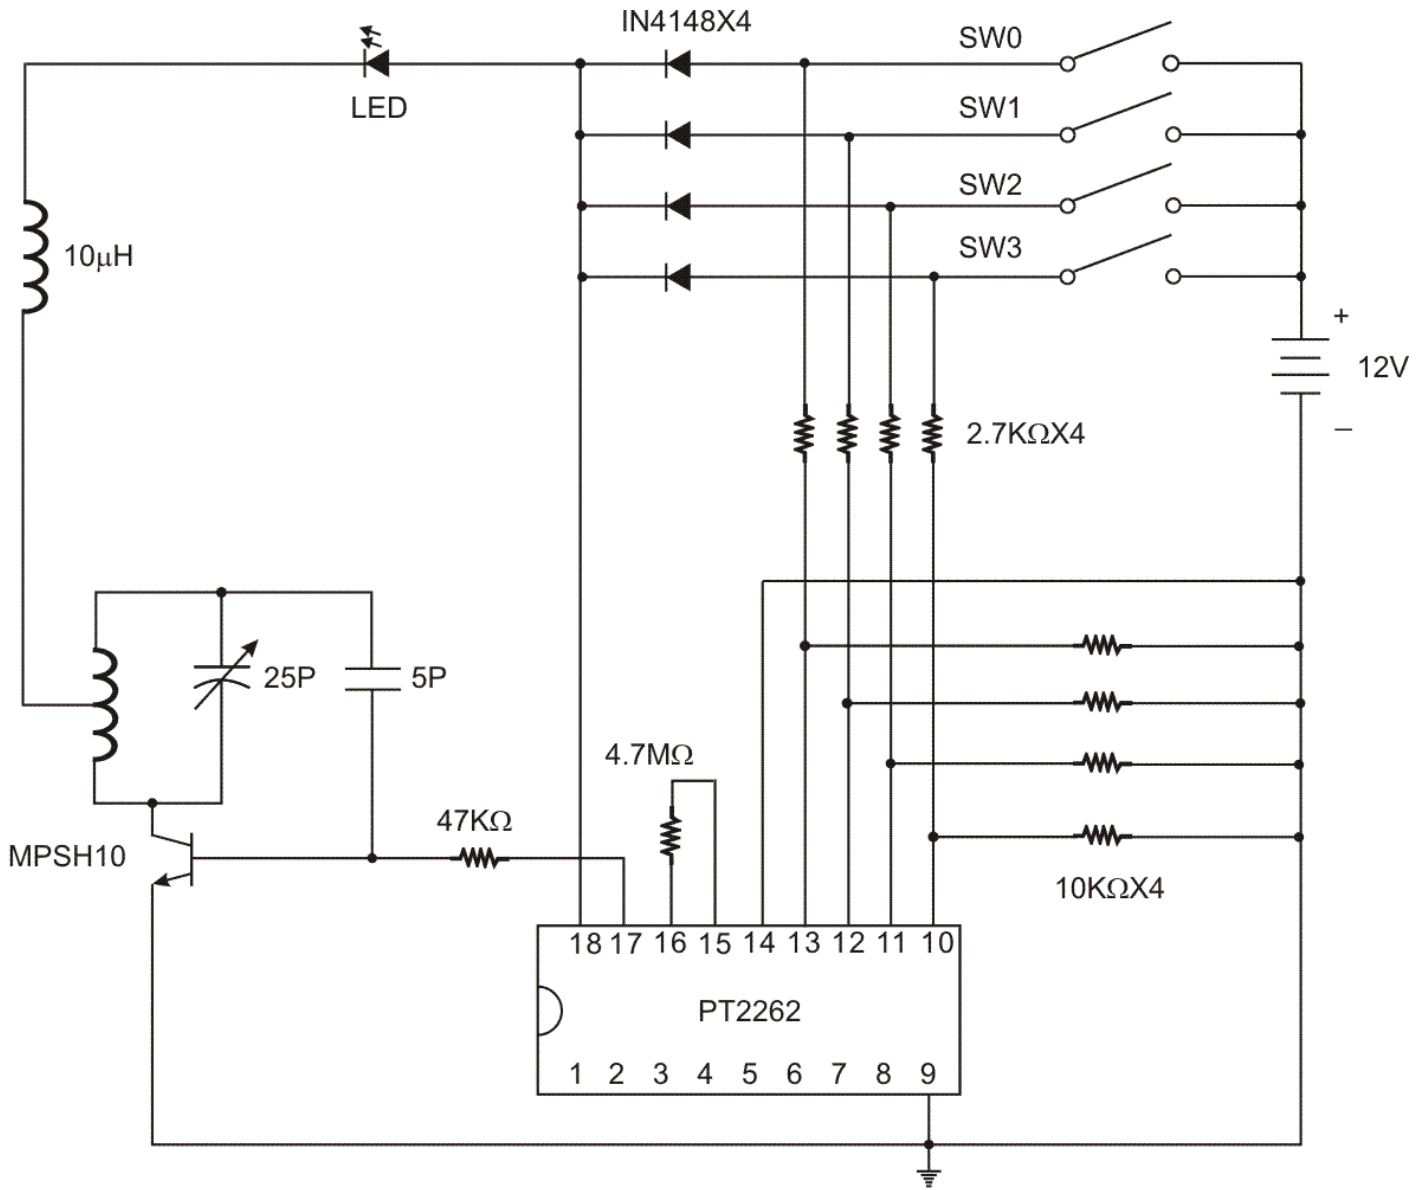 IN4148X4
SW0
LED
SW1
SW2
SW3
10μH
+
12V
2.7KΩX4
–
25P
5P
4.7MΩ
47KΩ
MPSH10
10KΩX4
18 17 16 15 14 13 12 11 10
PT2262
1 2 3 4 5 6 7 8 9